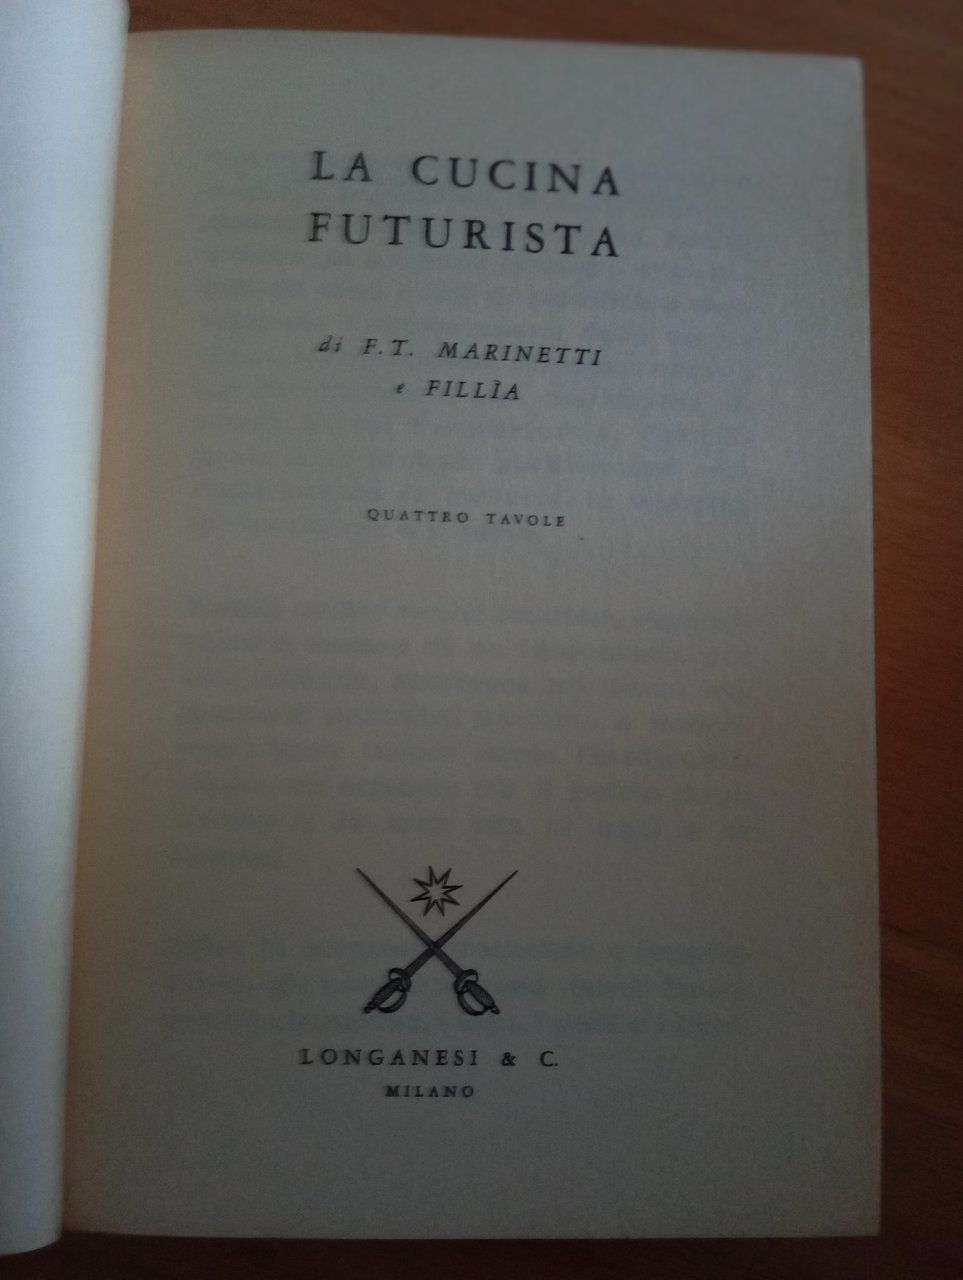 LA CUCINA
FUTURISTA
di F. T. MARINETTI
e FILLÌA
QUATTRO TAVOLE
LONGANESI & C.
MILANO